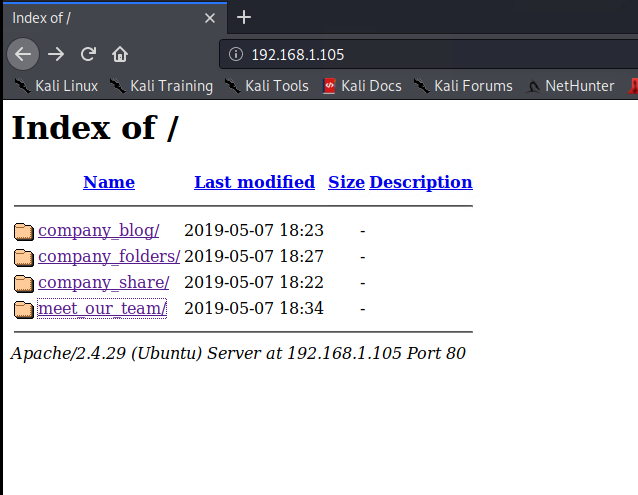 Index of /
192.168.1.105
Kali Linux Kali Training Kali Tools Kali Docs Kali Forums NetHunter
Index of /
Name Last modified Size Description
company_blog/ 2019-05-07 18:23 -
company_folders/ 2019-05-07 18:27 -
company_share/ 2019-05-07 18:22 -
meet_our_team/ 2019-05-07 18:34 -
Apache/2.4.29 (Ubuntu) Server at 192.168.1.105 Port 80